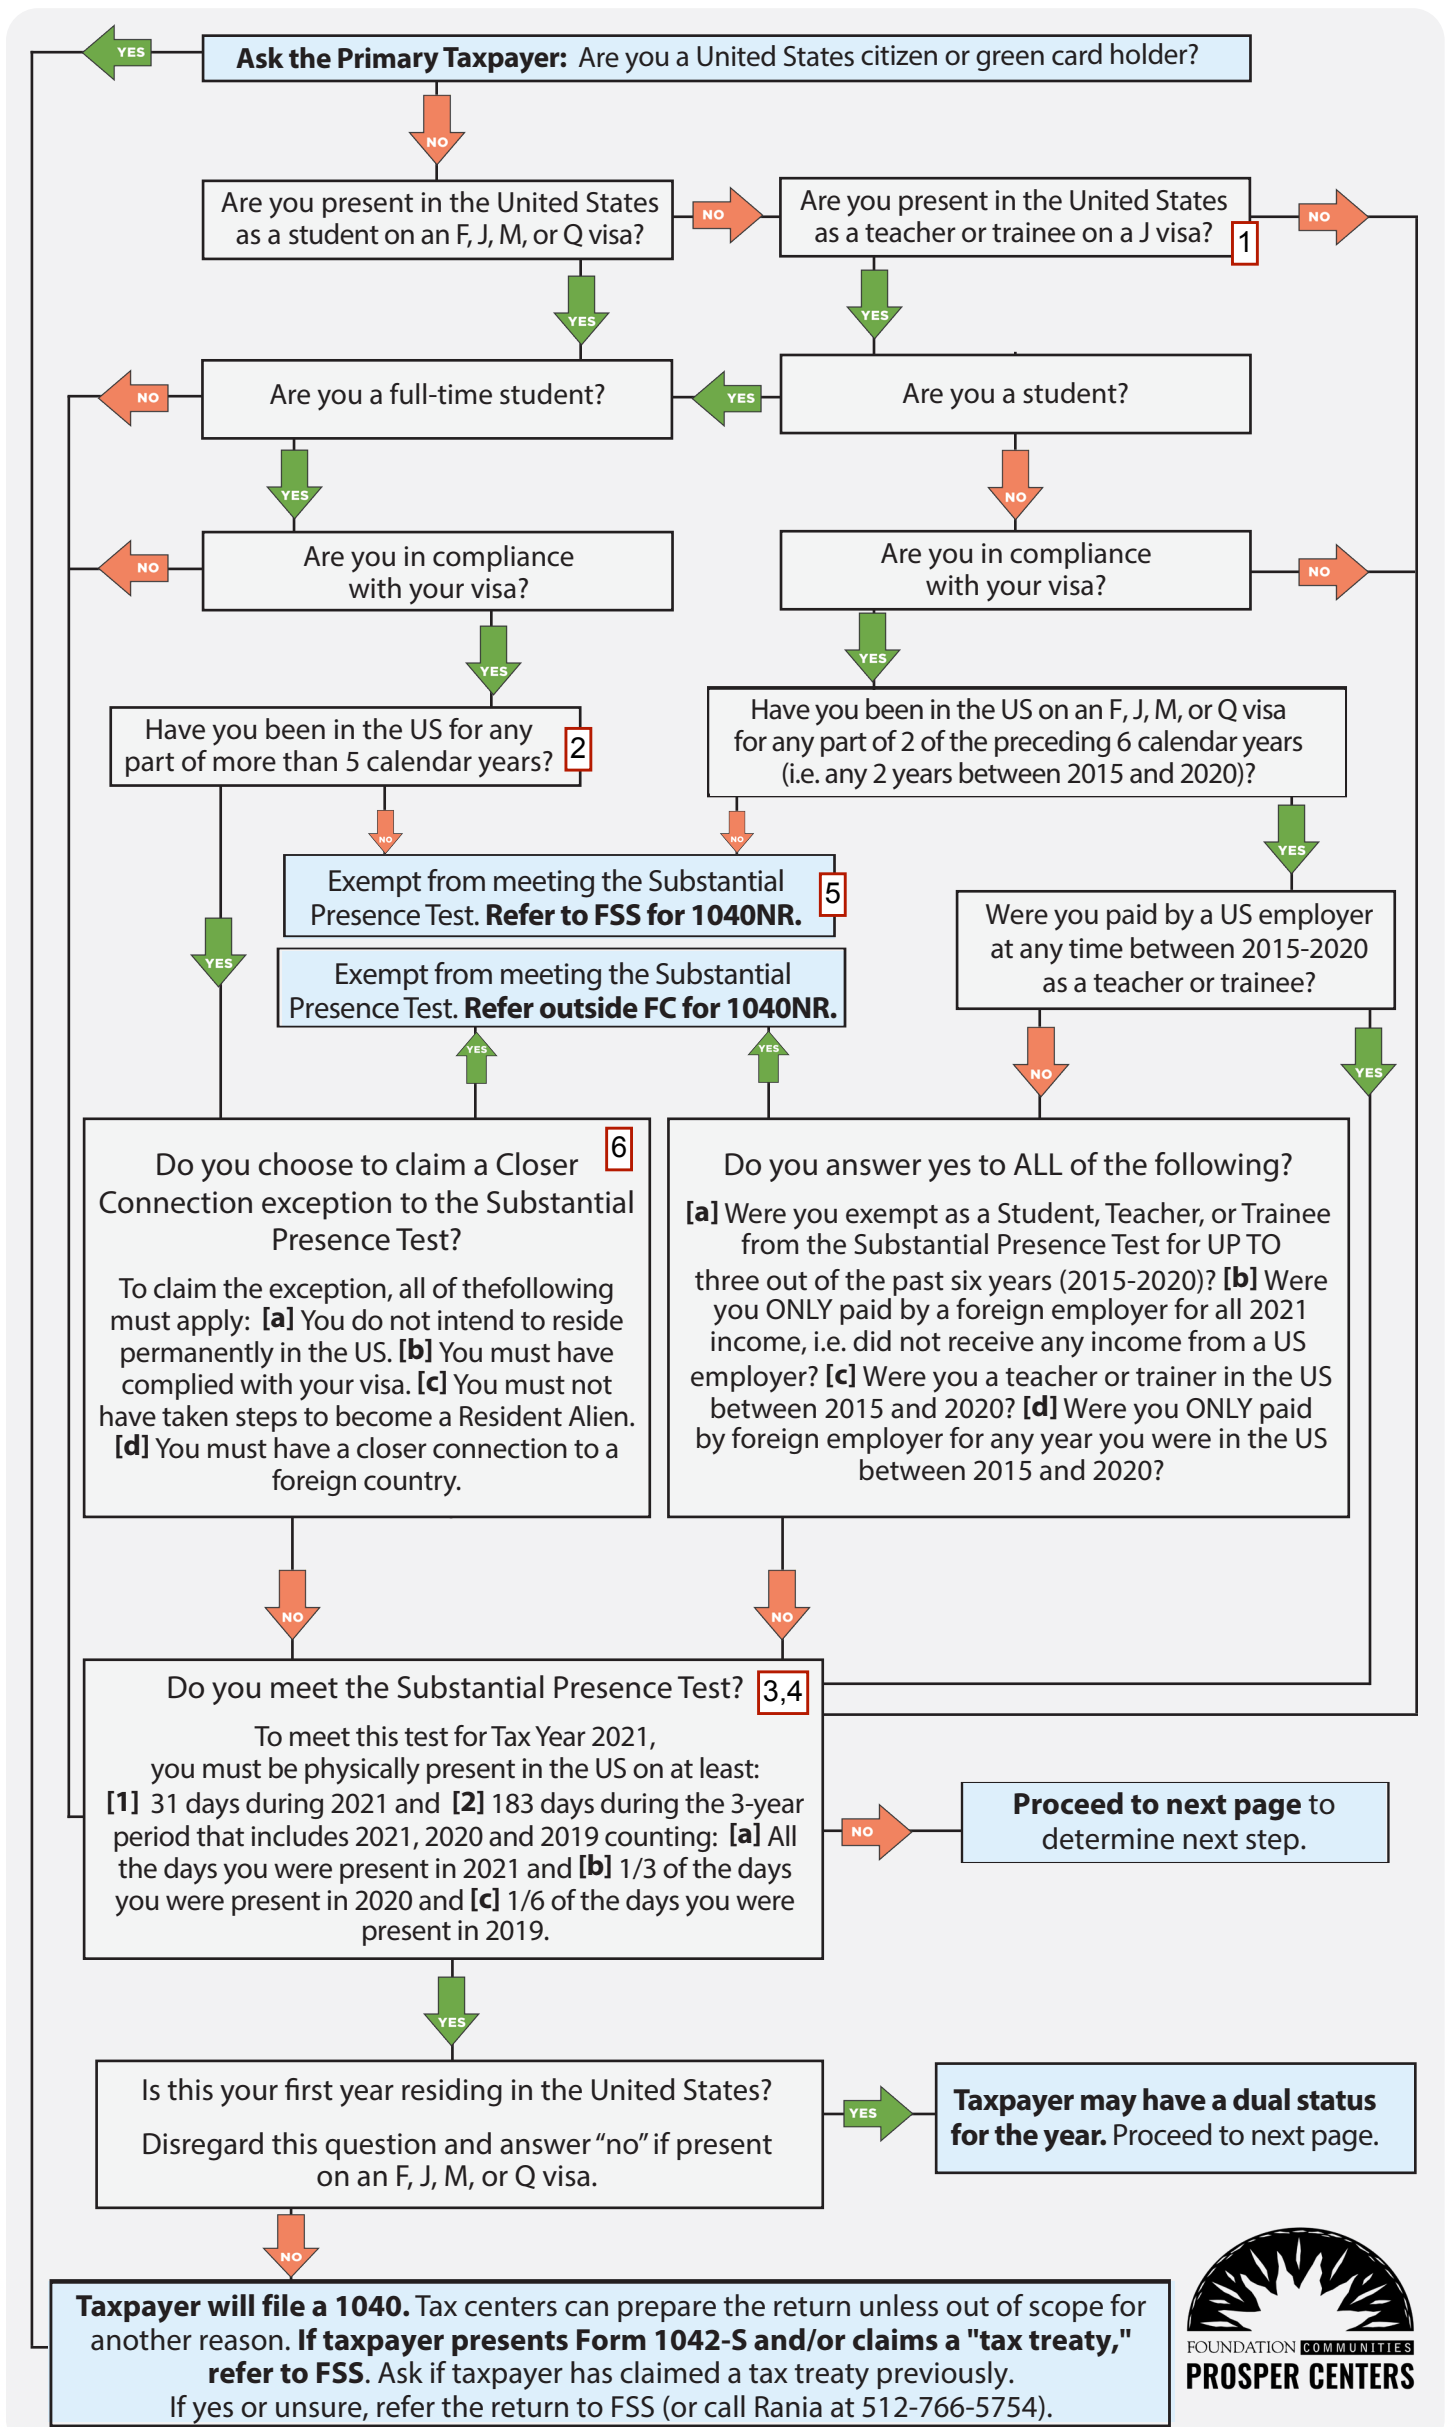 YES
Ask the Primary Taxpayer: Are you a United States citizen or green card holder?
NO
Are you present in the United States
as a student on an F, J, M, or Q visa?
NO
Are you present in the United States
as a teacher or trainee on a J visa?
1
NO
YES
YES
NO
Are you a full-time student?
YES
Are you a student?
YES
NO
NO
Are you in compliance
with your visa?
Are you in compliance
with your visa?
NO
YES
YES
Have you been in the US for any
part of more than 5 calendar years?
2
Have you been in the US on an F, J, M, or Q visa
for any part of 2 of the preceding 6 calendar years
(i.e. any 2 years between 2015 and 2020)?
NO
NO
YES
Exempt from meeting the Substantial
Presence Test. Refer to FSS for 1040NR.
5
YES
Were you paid by a US employer
at any time between 2015-2020
as a teacher or trainee?
Exempt from meeting the Substantial
Presence Test. Refer outside FC for 1040NR.
YES
YES
NO
YES
Do you choose to claim a Closer
Connection exception to the Substantial
Presence Test?
6
To claim the exception, all of thefollowing
must apply: [a] You do not intend to reside
permanently in the US. [b] You must have
complied with your visa. [c] You must not
have taken steps to become a Resident Alien.
[d] You must have a closer connection to a
foreign country.
Do you answer yes to ALL of the following?
[a] Were you exempt as a Student, Teacher, or Trainee
from the Substantial Presence Test for UP TO
three out of the past six years (2015-2020)? [b] Were
you ONLY paid by a foreign employer for all 2021
income, i.e. did not receive any income from a US
employer? [c] Were you a teacher or trainer in the US
between 2015 and 2020? [d] Were you ONLY paid
by foreign employer for any year you were in the US
between 2015 and 2020?
NO
NO
Do you meet the Substantial Presence Test?
3,4
To meet this test for Tax Year 2021,
you must be physically present in the US on at least:
[1] 31 days during 2021 and [2] 183 days during the 3-year
period that includes 2021, 2020 and 2019 counting: [a] All
the days you were present in 2021 and [b] 1/3 of the days
you were present in 2020 and [c] 1/6 of the days you were
present in 2019.
NO
Proceed to next page to
determine next step.
YES
Is this your first year residing in the United States?
Disregard this question and answer “no” if present
on an F, J, M, or Q visa.
YES
Taxpayer may have a dual status
for the year. Proceed to next page.
NO
Taxpayer will file a 1040. Tax centers can prepare the return unless out of scope for
another reason. If taxpayer presents Form 1042-S and/or claims a "tax treaty,"
refer to FSS. Ask if taxpayer has claimed a tax treaty previously.
If yes or unsure, refer the return to FSS (or call Rania at 512-766-5754).
FOUNDATION COMMUNITIES
PROSPER CENTERS